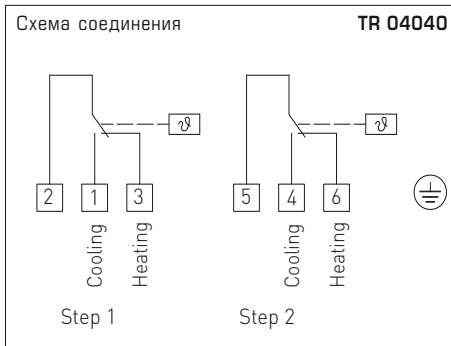 Схема соединения TR 04040
ϑ ϑ
2 1 3 5 4 6
Cooling Heating Cooling Heating
Step 1 Step 2